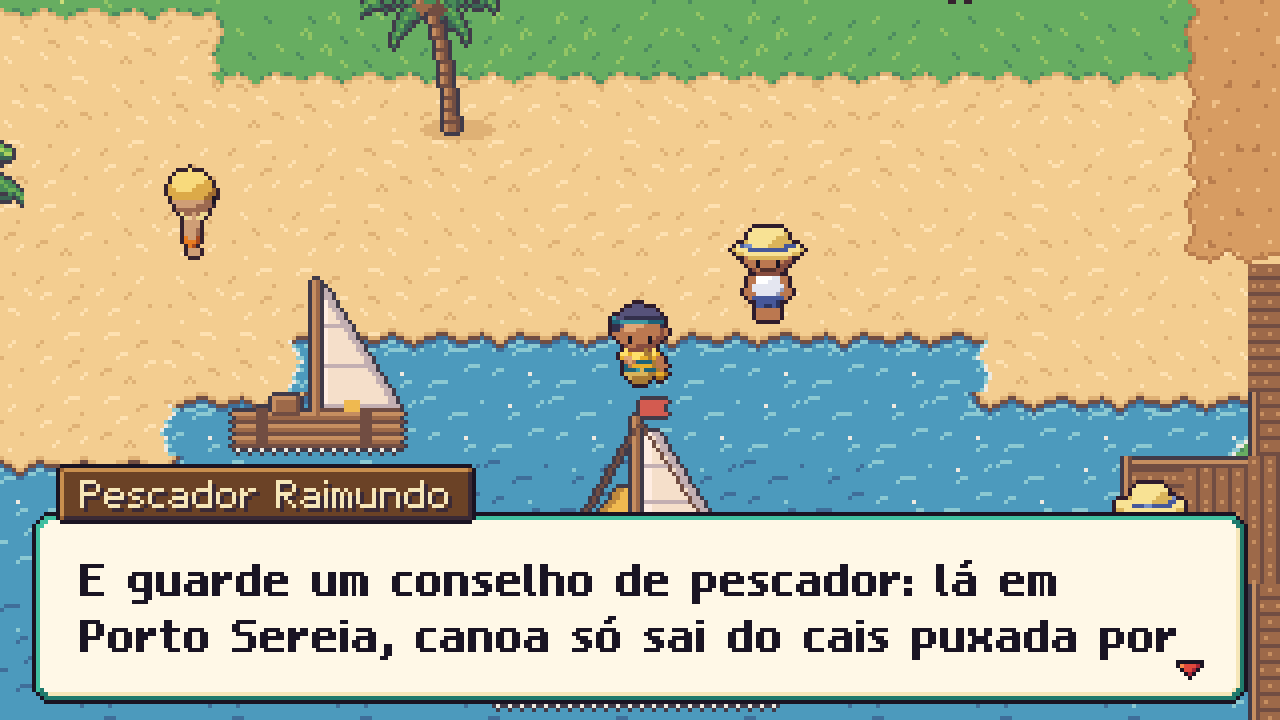 Pescador Raimundo
E guarde um conselho de pescador: lá em
Porto Sereia, canoa só sai do cais puxada por